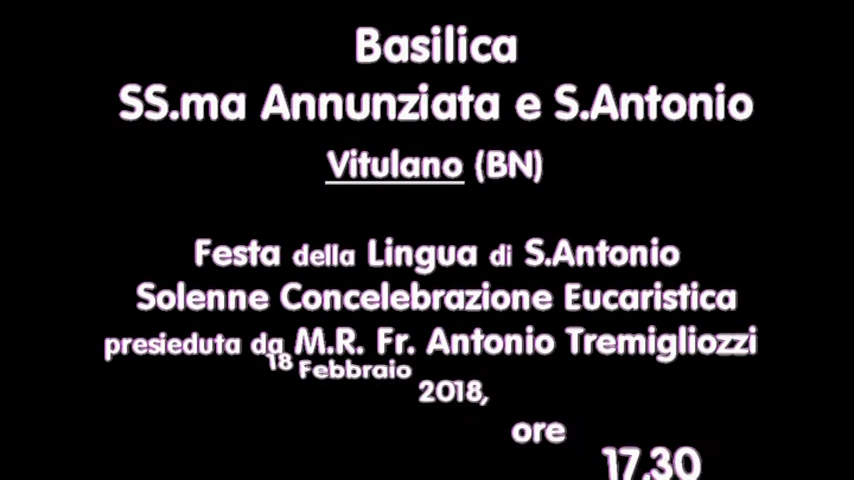 Basilica
SS.ma Annunziata e S.Antonio
Vitulano (BN)
Festa della Lingua di S.Antonio
Solenne Concelebrazione Eucaristica
presieduta da M.R. Fr. Antonio Tremigliozzi
18 Febbraio
2018,
ore
17,30